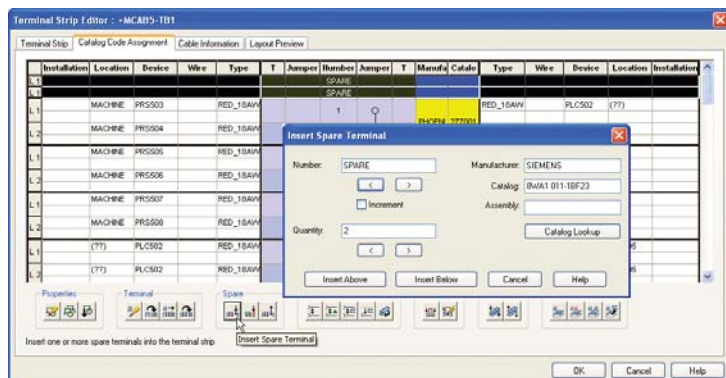 Terminal Strip Editor : +MCAB5-TB1
Terminal Strip Catalog Code Assignment Cable Information Layout Preview
Installation Location Device Wire Type T Jumper Number Jumper T Manufa Catalo Type Wire Device Location Installation
L1 SPARE
L1 SPARE
L1 MACHINE PRS503 RED_18AW 1 RED_18AW PLC502 (??)
L2 MACHINE PRS504 RED_18AW
L1 MACHINE PRS505 RED_18AW
L2 MACHINE PRS506 RED_18AW
L1 MACHINE PRS507 RED_18AW
L2 MACHINE PRS508 RED_18AW
L1 (??) PLC502 RED_18AW
L2 (??) PLC502 RED_18AW
Insert Spare Terminal
Number: SPARE Manufacturer: SIEMENS
< > Catalog: 8WA1 011-1BF23
Increment Assembly:
Quantity: 2 Catalog Lookup
< >
Insert Above Insert Below Cancel Help
Properties Terminal Spare
Insert Spare Terminal
Insert one or more spare terminals into the terminal strip
OK Cancel Help